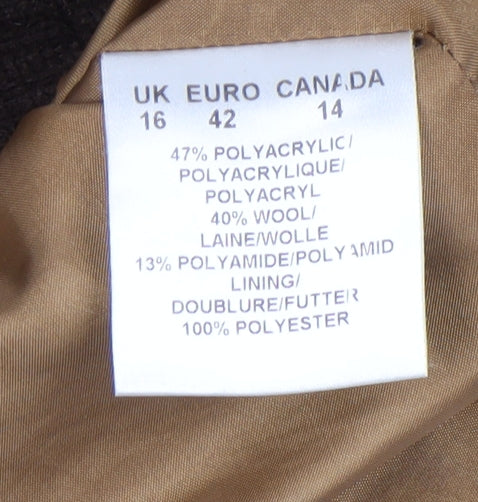 UK EURO CANADA
16 42 14
47% POLYACRYLIC/
POLYACRYLIQUE/
POLYACRYL
40% WOOL/
LAINE/WOLLE
13% POLYAMIDE/POLYAMID
LINING/
DOUBLURE/FUTTER
100% POLYESTER